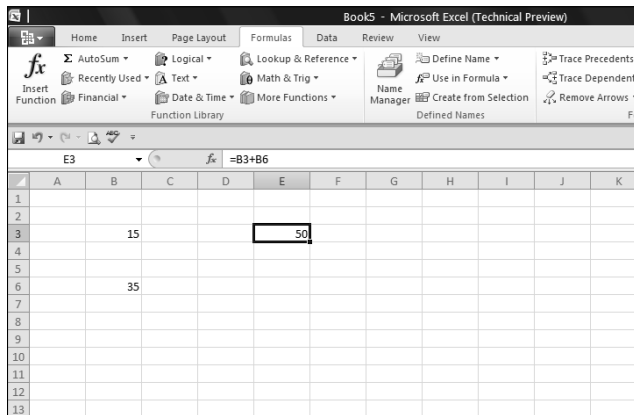 Book5 - Microsoft Excel (Technical Preview)
Home Insert Page Layout Formulas Data Review View
fx Insert Function
Σ AutoSum
Recently Used
Financial
Logical
Text
Date & Time
Lookup & Reference
Math & Trig
More Functions
Function Library
Name Manager
Define Name
Use in Formula
Create from Selection
Defined Names
Trace Precedents
Trace Dependent
Remove Arrows
F
E3 fx =B3+B6
A B C D E F G H I J K
1
2
3 15 50
4
5
6 35
7
8
9
10
11
12
13